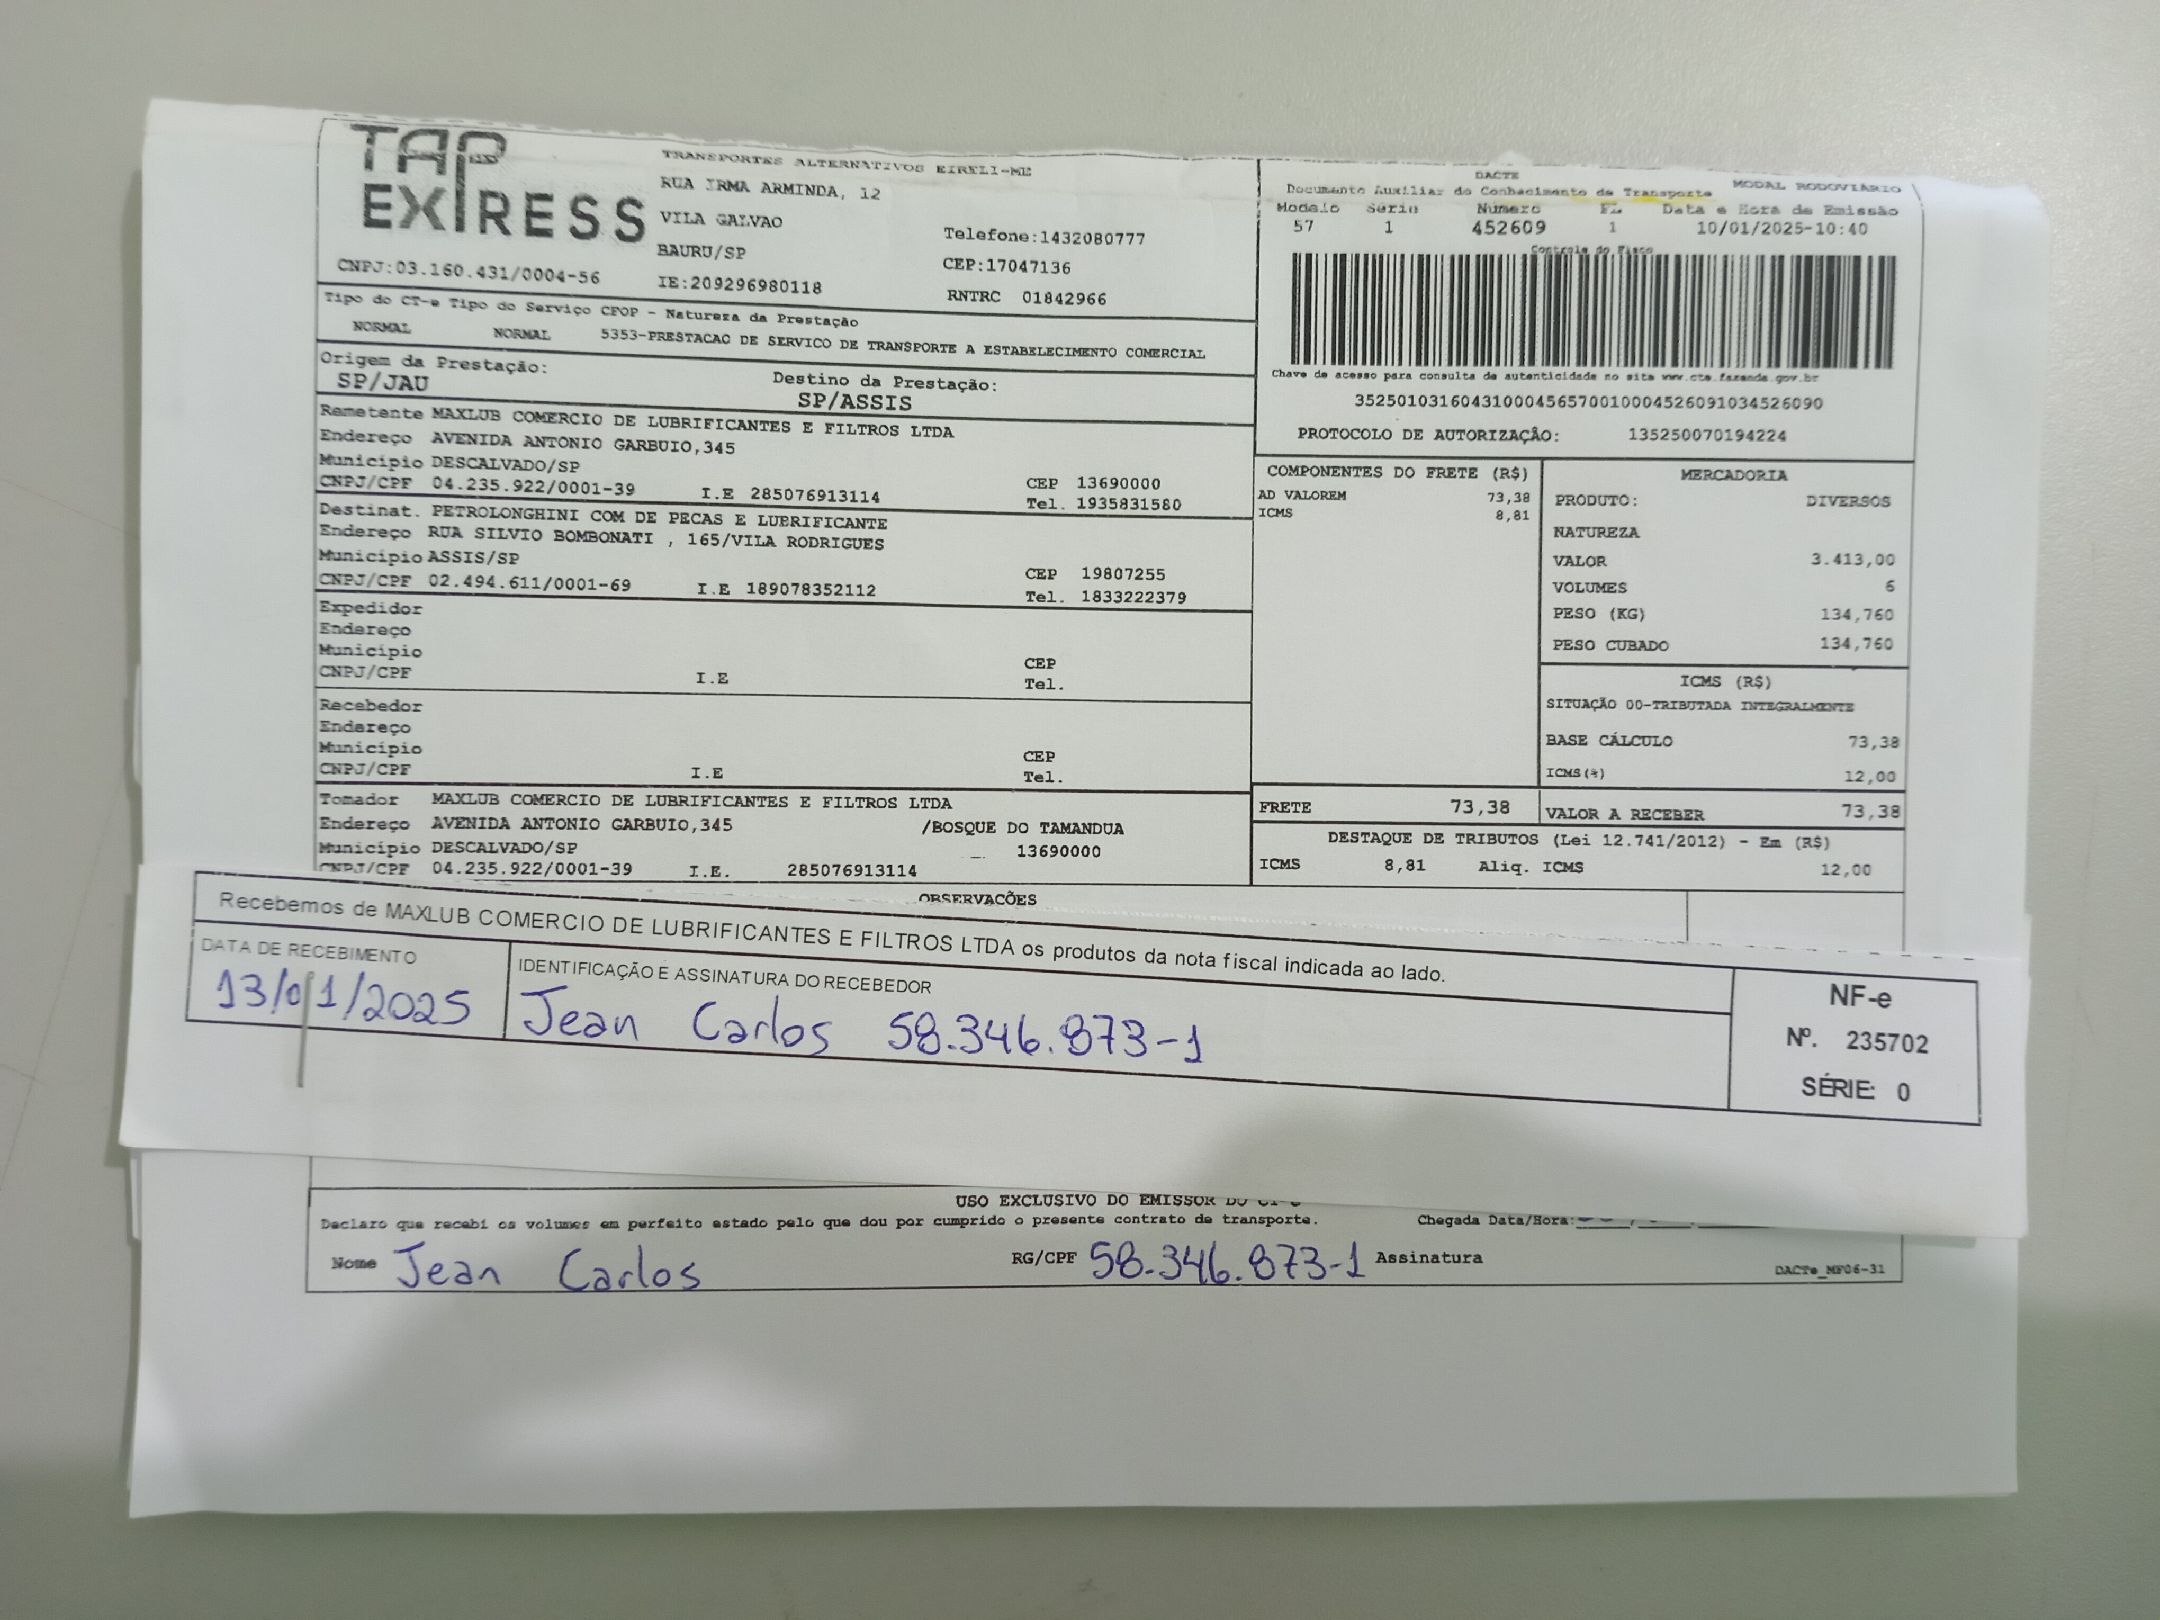 TAP
EXPRESS
CNPJ:03.160.431/0004-56
TRANSPORTES ALTERNATIVOS EIRELI-ME
RUA IRMA ARMINDA, 12
VILA GALVAO
BAURU/SP
IE:209296980118
Telefone:1432080777
CEP:17047136
RNTRC 01842966
DACTE
Documento Auxiliar do Conhecimento de Transporte MODAL RODOVIÁRIO
Modelo Serie Número FL Data e Hora de Emissão
57 1 452609 1 10/01/2025-10:40
Controle do Fisco
Chave de acesso para consulta de autenticidade no site www.cte.fazenda.gov.br
35250103160431000456570010004526091034526090
PROTOCOLO DE AUTORIZAÇÃO: 135250070194224
Tipo do CT-e Tipo do Serviço CFOP - Natureza da Prestação
NORMAL NORMAL 5353-PRESTACAO DE SERVICO DE TRANSPORTE A ESTABELECIMENTO COMERCIAL
Origem da Prestação: Destino da Prestação:
SP/JAU SP/ASSIS
Remetente MAXLUB COMERCIO DE LUBRIFICANTES E FILTROS LTDA
Endereço AVENIDA ANTONIO GARBUIO,345
Município DESCALVADO/SP CEP 13690000
CNPJ/CPF 04.235.922/0001-39 I.E 285076913114 Tel. 1935831580
Destinat. PETROLONGHINI COM DE PECAS E LUBRIFICANTE
Endereço RUA SILVIO BOMBONATI , 165/VILA RODRIGUES
Município ASSIS/SP CEP 19807255
CNPJ/CPF 02.494.611/0001-69 I.E 189078352112 Tel. 1833222379
Expedidor
Endereço
Município CEP
CNPJ/CPF I.E Tel.
Recebedor
Endereço
Município CEP
CNPJ/CPF I.E Tel.
Tomador MAXLUB COMERCIO DE LUBRIFICANTES E FILTROS LTDA
Endereço AVENIDA ANTONIO GARBUIO,345 /BOSQUE DO TAMANDUA
Município DESCALVADO/SP 13690000
CNPJ/CPF 04.235.922/0001-39 I.E. 285076913114
COMPONENTES DO FRETE (R$)
AD VALOREM 73,38
ICMS 8,81
MERCADORIA
PRODUTO: DIVERSOS
NATUREZA
VALOR 3.413,00
VOLUMES 6
PESO (KG) 134,760
PESO CUBADO 134,760
ICMS (R$)
SITUAÇÃO 00-TRIBUTADA INTEGRALMENTE
BASE CÁLCULO 73,38
ICMS(%) 12,00
FRETE 73,38 VALOR A RECEBER 73,38
DESTAQUE DE TRIBUTOS (Lei 12.741/2012) - Em (R$)
ICMS 8,81 Aliq. ICMS 12,00
OBSERVAÇÕES
Recebemos de MAXLUB COMERCIO DE LUBRIFICANTES E FILTROS LTDA os produtos da nota fiscal indicada ao lado.
DATA DE RECEBIMENTO IDENTIFICAÇÃO E ASSINATURA DO RECEBEDOR
13/01/2025 Jean Carlos 58.346.873-1
NF-e
Nº. 235702
SÉRIE: 0
USO EXCLUSIVO DO EMISSOR DO
Declaro que recebi os volumes em perfeito estado pelo que dou por cumprido o presente contrato de transporte. Chegada Data/Hora:
Nome Jean Carlos RG/CPF 58.346.873-1 Assinatura
DACTe_MF06-31